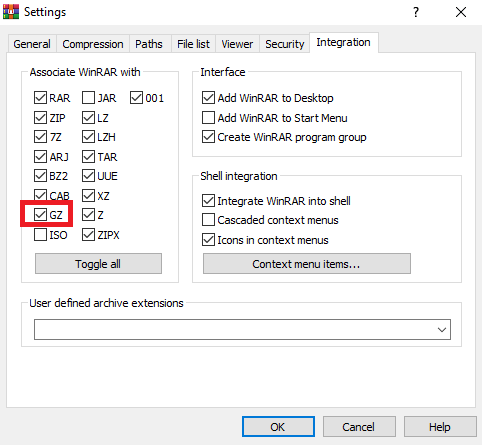 Settings
General Compression Paths File list Viewer Security Integration
Associate WinRAR with
RAR JAR 001
ZIP LZ
7Z LZH
ARJ TAR
BZ2 UUE
CAB XZ
GZ Z
ISO ZIPX
Toggle all
Interface
Add WinRAR to Desktop
Add WinRAR to Start Menu
Create WinRAR program group
Shell integration
Integrate WinRAR into shell
Cascaded context menus
Icons in context menus
Context menu items...
User defined archive extensions
OK Cancel Help